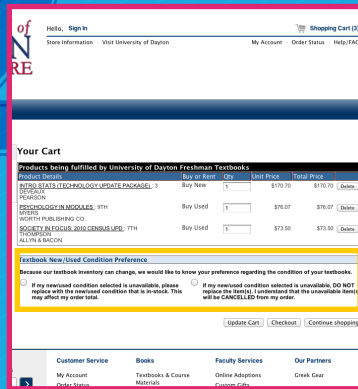 of
N
RE
Hello, Sign In
Shopping Cart (3)
Store Information Visit University of Dayton
My Account Order Status Help/FAQ
Your Cart
Products being fulfilled by University of Dayton Freshman Textbooks
Product Details Buy or Rent Qty Unit Price Total Price
INTRO STATS (TECHNOLOGY UPDATE PACKAGE) : 3 Buy New 1 $170.70 $170.70 Delete
DEVEAUX
PEARSON
PSYCHOLOGY IN MODULES : 9TH Buy Used 1 $76.07 $76.07 Delete
MYERS
WORTH PUBLISHING CO.
SOCIETY IN FOCUS: 2010 CENSUS UPD : 7TH Buy Used 1 $73.50 $73.50 Delete
THOMPSON
ALLYN & BACON
Textbook New/Used Condition Preference
Because our textbook inventory can change, we would like to know your preference regarding the condition of your textbooks.
If my new/used condition selected is unavailable, please
replace with the new/used condition that is in-stock. This
may affect my order total.
If my new/used condition selected is unavailable, DO NOT
replace the item(s). I understand that the unavailable item(s)
will be CANCELLED from my order.
Update Cart Checkout Continue shopping
Customer Service Books Faculty Services Our Partners
My Account Textbooks & Course Online Adoptions Greek Gear
Order Status Materials Custom Gifts